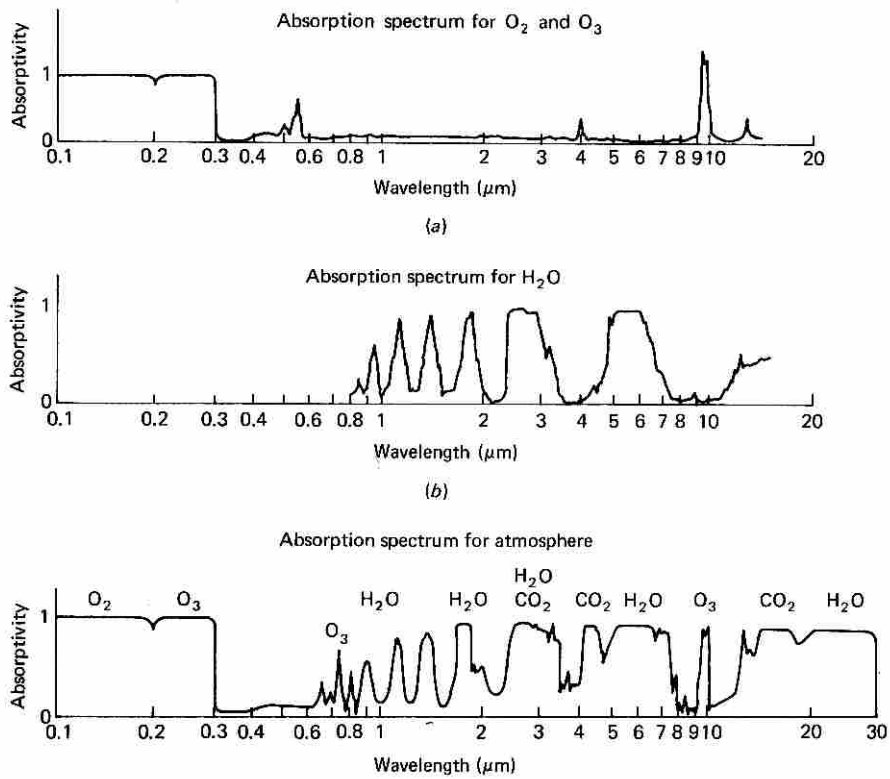 Absorption spectrum for O₂ and O₃
Absorptivity
1
0
0.1 0.2 0.3 0.4 0.6 0.8 1 2 3 4 5 6 7 8 9 10 20
Wavelength (μm)
(a)
Absorption spectrum for H₂O
Absorptivity
1
0
0.1 0.2 0.3 0.4 0.6 0.8 1 2 3 4 5 6 7 8 9 10 20
Wavelength (μm)
(b)
Absorption spectrum for atmosphere
Absorptivity
1
0
H₂O
O₂ O₃ H₂O H₂O CO₂ CO₂ H₂O O₃ CO₂ H₂O
O₃
0.1 0.2 0.3 0.4 0.6 0.8 1 2 3 4 5 6 7 8 9 10 20 30
Wavelength (μm)